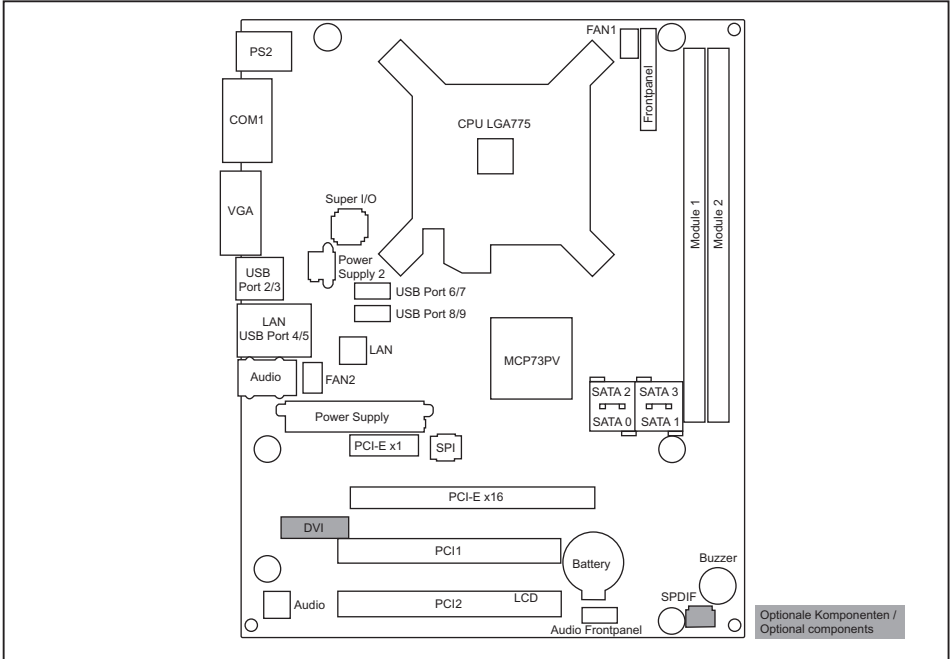 FAN1
PS2
Frontpanel
COM1
CPU LGA775
Module 1
Module 2
Super I/O
VGA
Power
Supply 2
USB
Port 2/3
USB Port 6/7
USB Port 8/9
LAN
USB Port 4/5
LAN
MCP73PV
Audio
FAN2
SATA 2
SATA 3
SATA 0
SATA 1
Power Supply
PCI-E x1
SPI
PCI-E x16
DVI
PCI1
Battery
Buzzer
Audio
PCI2
LCD
SPDIF
Audio Frontpanel
Optionale Komponenten /
Optional components